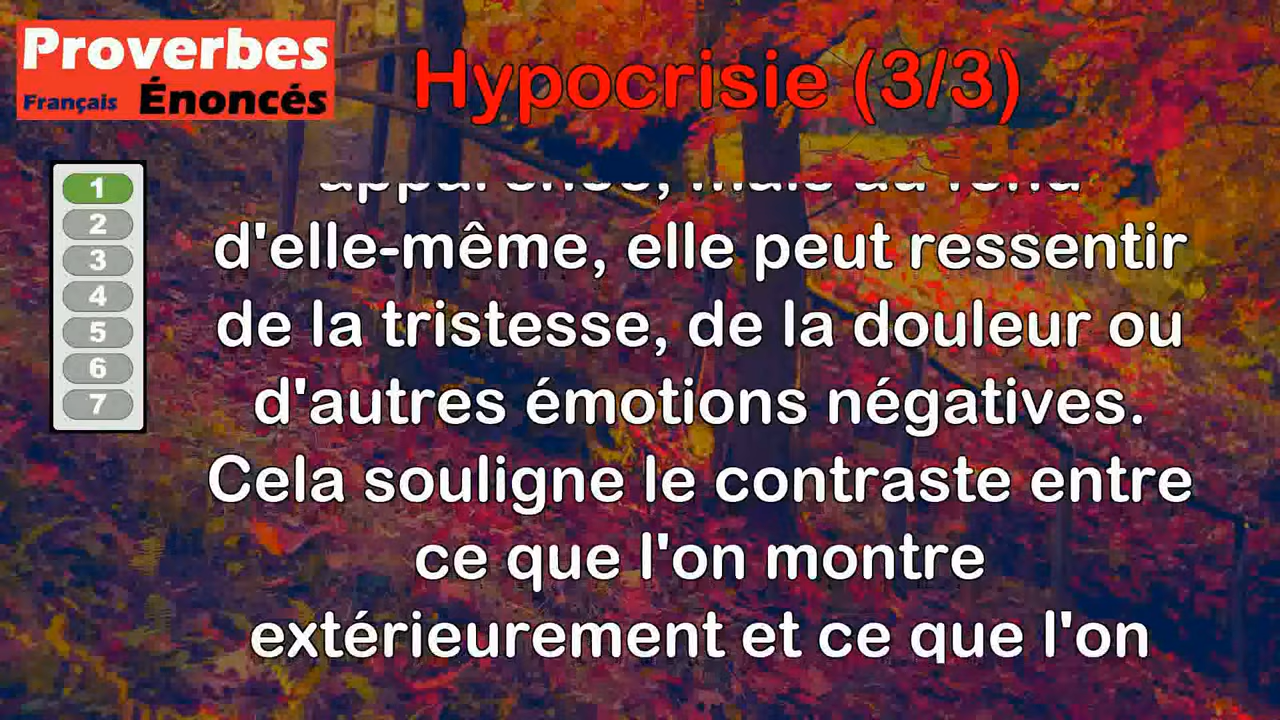 Proverbes
Français Énoncés
Hypocrisie (3/3)
1
2
3
4
5
6
7
d'elle-même, elle peut ressentir
de la tristesse, de la douleur ou
d'autres émotions négatives.
Cela souligne le contraste entre
ce que l'on montre
extérieurement et ce que l'on